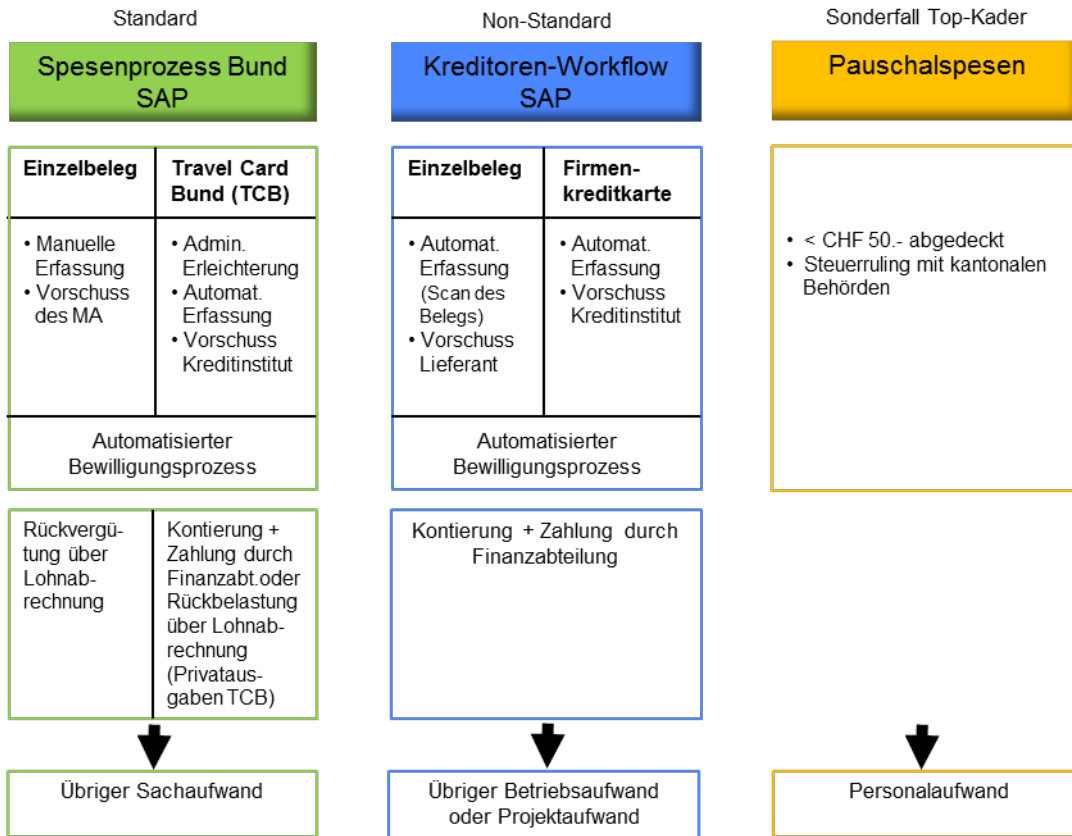 Standard
Spesenprozess Bund
SAP
Einzelbeleg
Travel Card
Bund (TCB)
• Manuelle
Erfassung
• Vorschuss
des MA
• Admin.
Erleichterung
• Automat.
Erfassung
• Vorschuss
Kreditinstitut
Automatisierter
Bewilligungsprozess
Rückvergü-
tung über
Lohnab-
rechnung
Kontierung +
Zahlung durch
Finanzabt.oder
Rückbelastung
über Lohnab-
rechnung
(Privataus-
gaben TCB)
Übriger Sachaufwand
Non-Standard
Kreditoren-Workflow
SAP
Einzelbeleg
Firmen-
kreditkarte
• Automat.
Erfassung
(Scan des
Belegs)
• Vorschuss
Lieferant
• Automat.
Erfassung
• Vorschuss
Kreditinstitut
Automatisierter
Bewilligungsprozess
Kontierung + Zahlung durch
Finanzabteilung
Übriger Betriebsaufwand
oder Projektaufwand
Sonderfall Top-Kader
Pauschalspesen
• < CHF 50.- abgedeckt
• Steuerruling mit kantonalen
Behörden
Personalaufwand